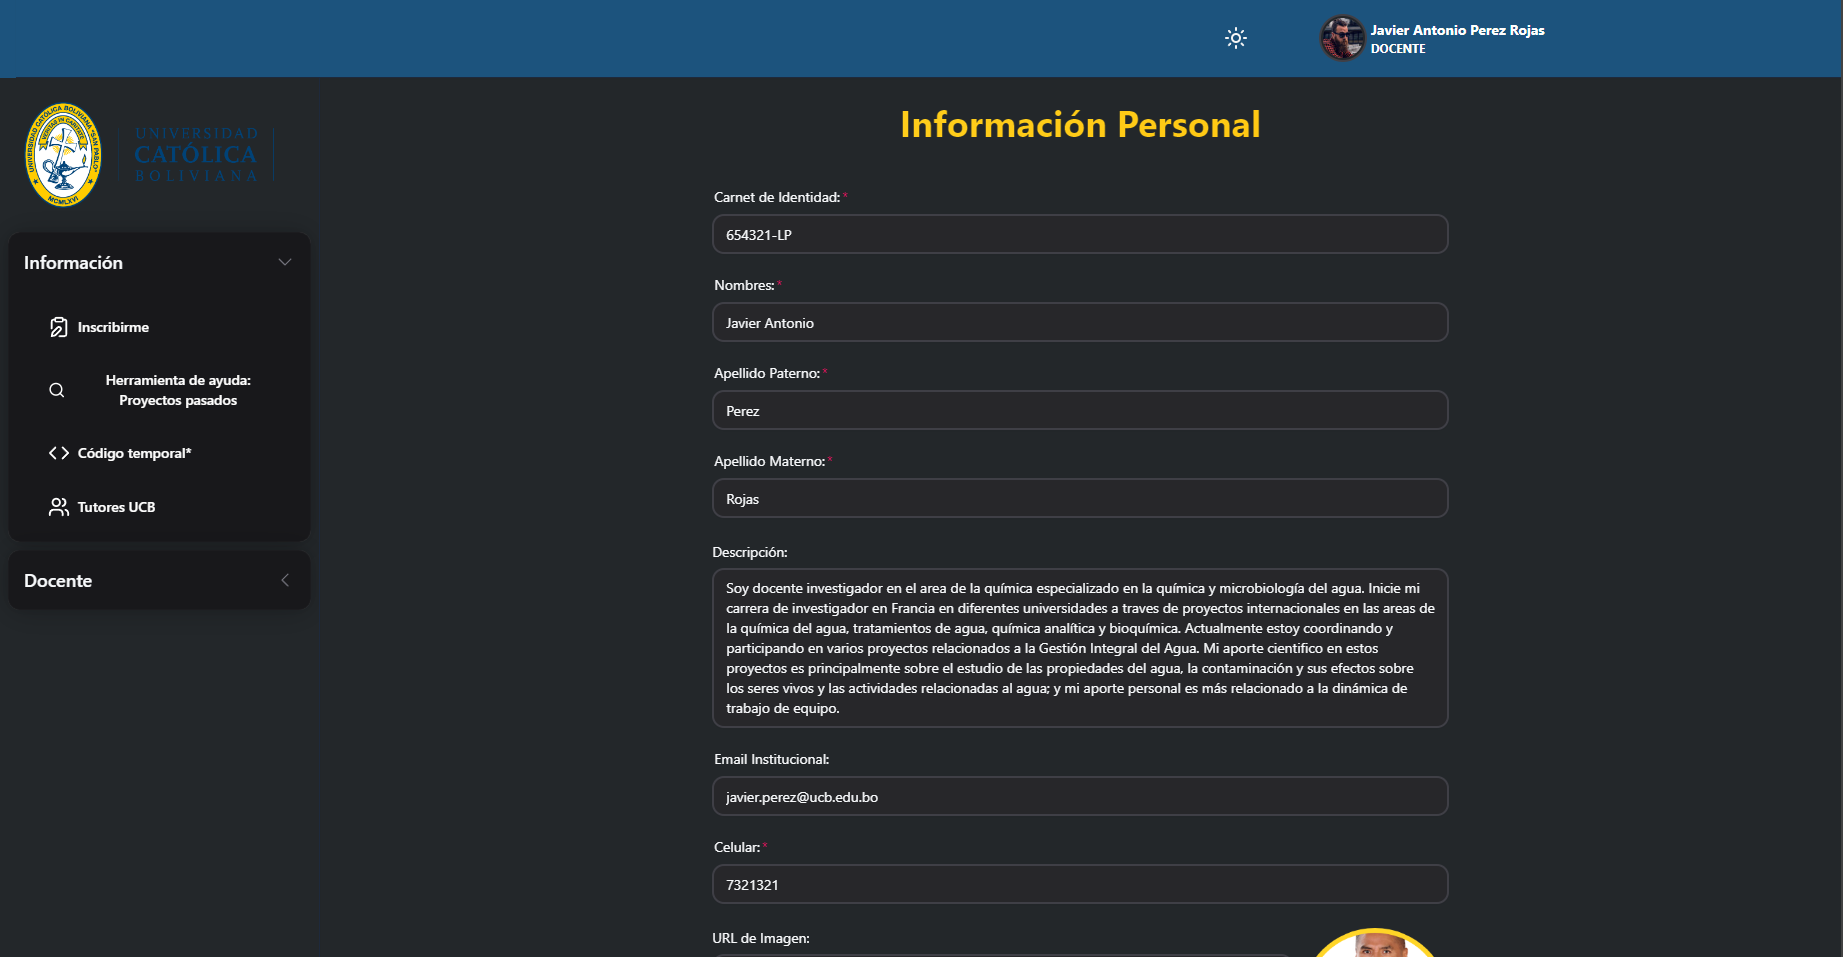 Javier Antonio Perez Rojas
DOCENTE
UNIVERSIDAD CATÓLICA BOLIVIANA "SAN PABLO"
MCMLXVI
UNIVERSIDAD
CATÓLICA
BOLIVIANA
Información
Inscribirme
Herramienta de ayuda:
Proyectos pasados
Código temporal*
Tutores UCB
Docente
Información Personal
Carnet de Identidad:*
654321-LP
Nombres:*
Javier Antonio
Apellido Paterno:*
Perez
Apellido Materno:*
Rojas
Descripción:
Soy docente investigador en el area de la química especializado en la química y microbiología del agua. Inicie mi
carrera de investigador en Francia en diferentes universidades a traves de proyectos internacionales en las areas de
la química del agua, tratamientos de agua, química analítica y bioquímica. Actualmente estoy coordinando y
participando en varios proyectos relacionados a la Gestión Integral del Agua. Mi aporte cientifico en estos
proyectos es principalmente sobre el estudio de las propiedades del agua, la contaminación y sus efectos sobre
los seres vivos y las actividades relacionadas al agua; y mi aporte personal es más relacionado a la dinámica de
trabajo de equipo.
Email Institucional:
javier.perez@ucb.edu.bo
Celular:*
7321321
URL de Imagen: